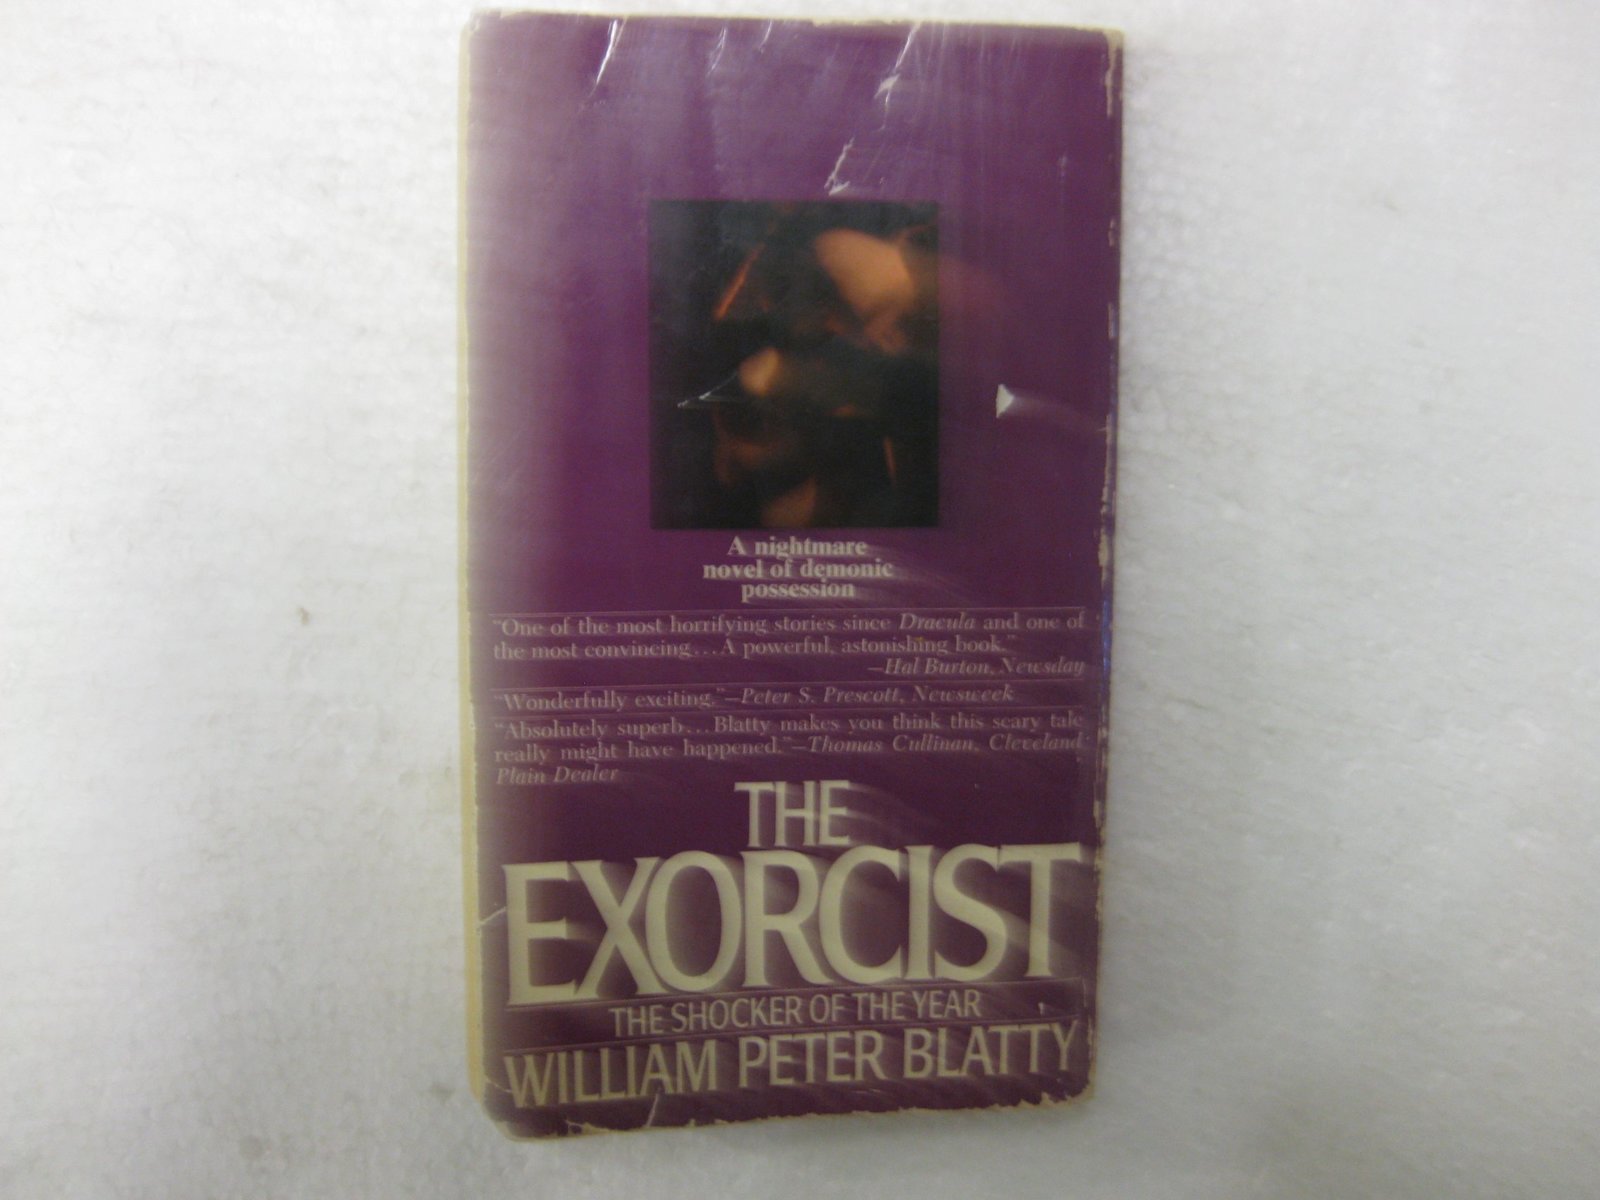 A nightmare
novel of demonic
possession
"One of the most horrifying stories since Dracula and one of
the most convincing...A powerful, astonishing book."
—Hal Burton, Newsday
"Wonderfully exciting."—Peter S. Prescott, Newsweek
"Absolutely superb...Blatty makes you think this scary tale
really might have happened."—Thomas Cullinan, Cleveland
Plain Dealer
THE
EXORCIST
THE SHOCKER OF THE YEAR
WILLIAM PETER BLATTY